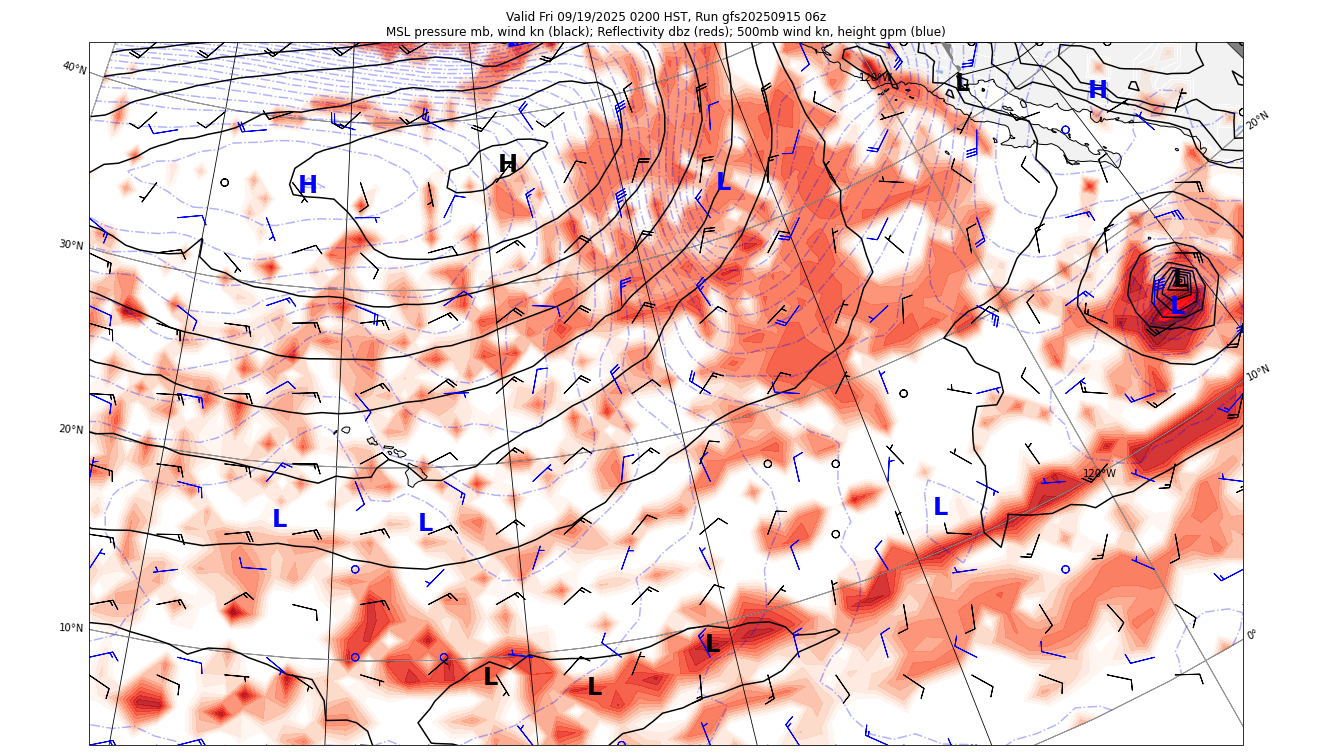 Valid Fri 09/19/2025 0200 HST, Run gfs20250915 06z
MSL pressure mb, wind kn (black); Reflectivity dbz (reds); 500mb wind kn, height gpm (blue)
40°N
120°W
L
H
20°N
H
H
L
30°N
L
L
10°N
20°N
120°W
L
L
L
10°N
0°
L
L
L